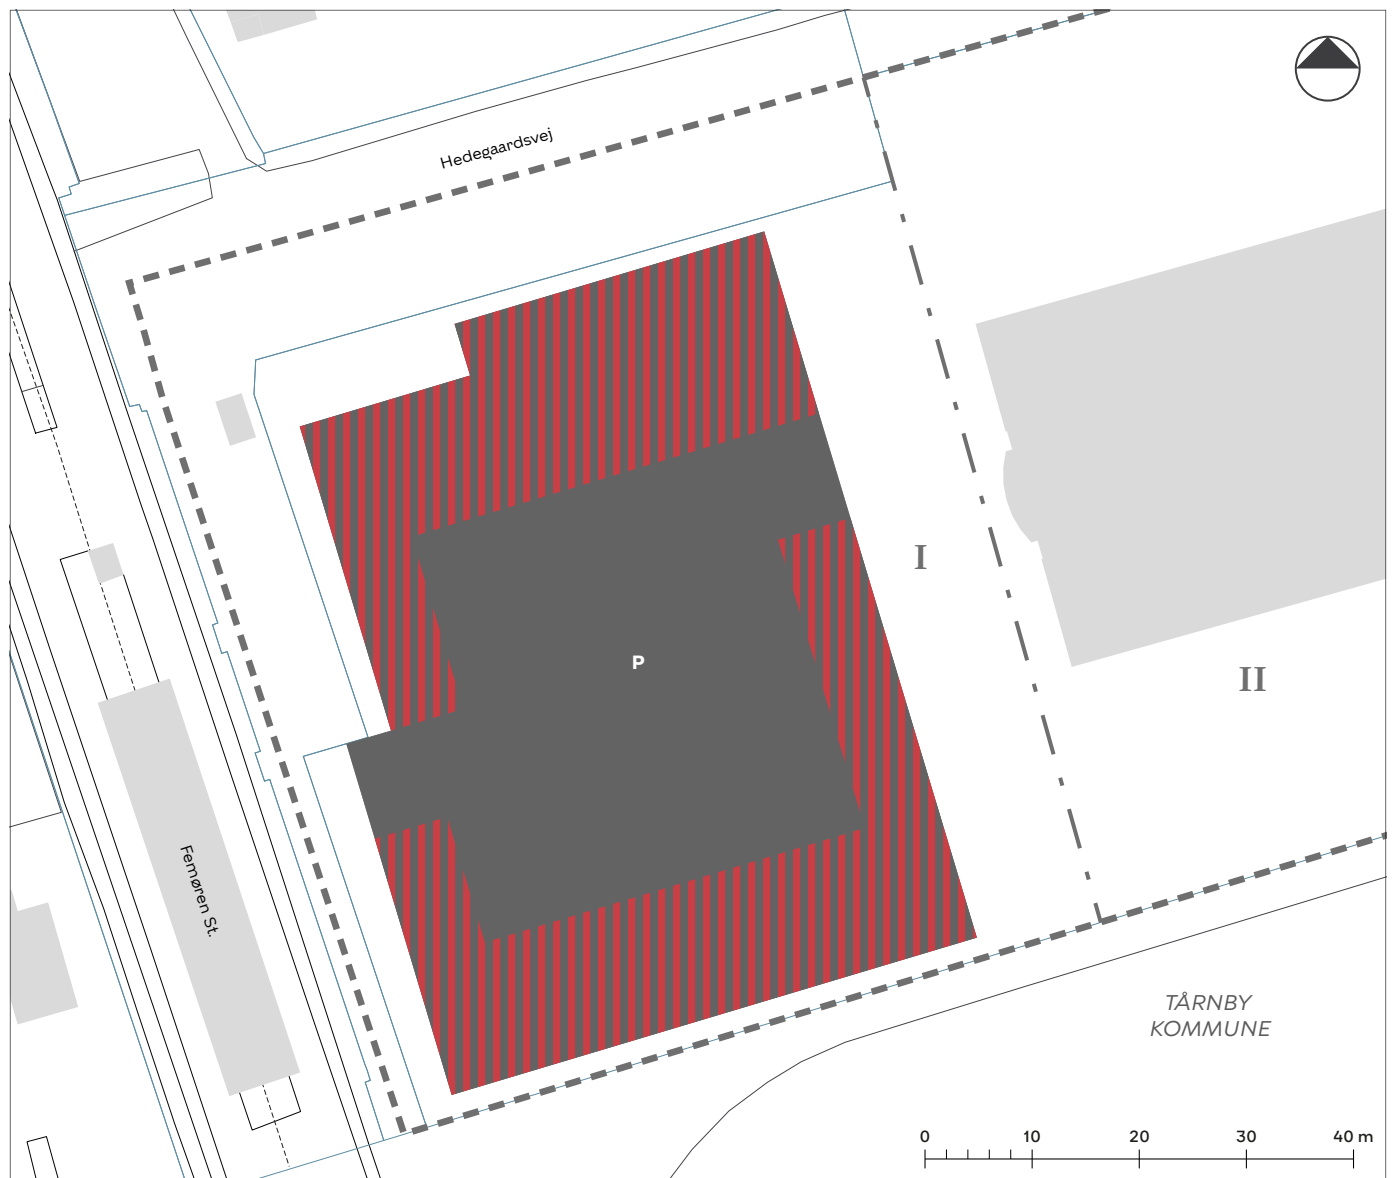 Hedegaardsvej
I
P
II
Femøren St.
TÅRNBY
KOMMUNE
0 10 20 30 40 m